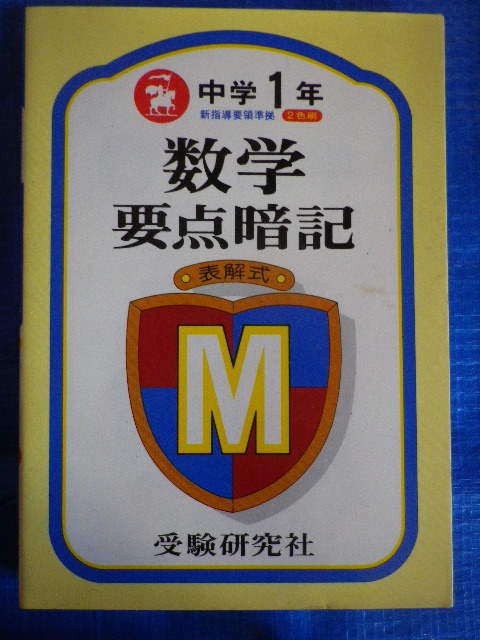 中学1年
新指導要領準拠 2色刷
数学
要点暗記
表解式
M
受験研究社